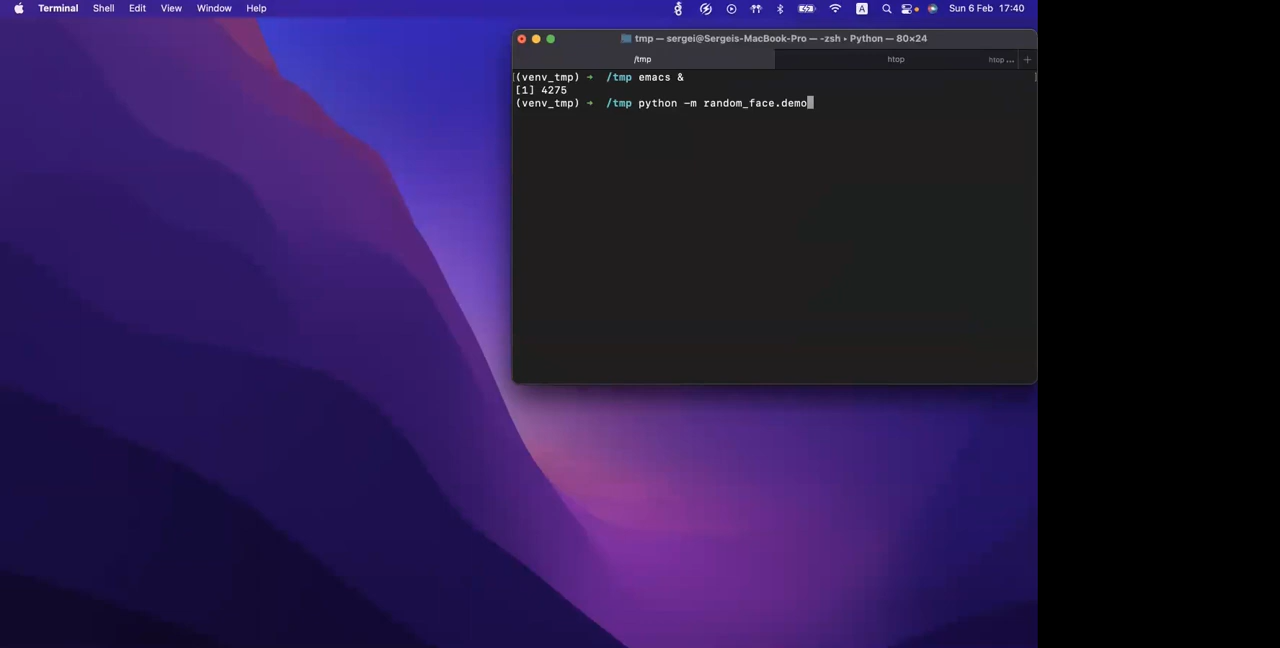 Terminal Shell Edit View Window Help Sun 6 Feb 17:40
tmp — sergei@Sergeis-MacBook-Pro — -zsh ▸ Python — 80×24
/tmp htop htop ... +
(venv_tmp) ➜ /tmp emacs &
[1] 4275
(venv_tmp) ➜ /tmp python -m random_face.demo